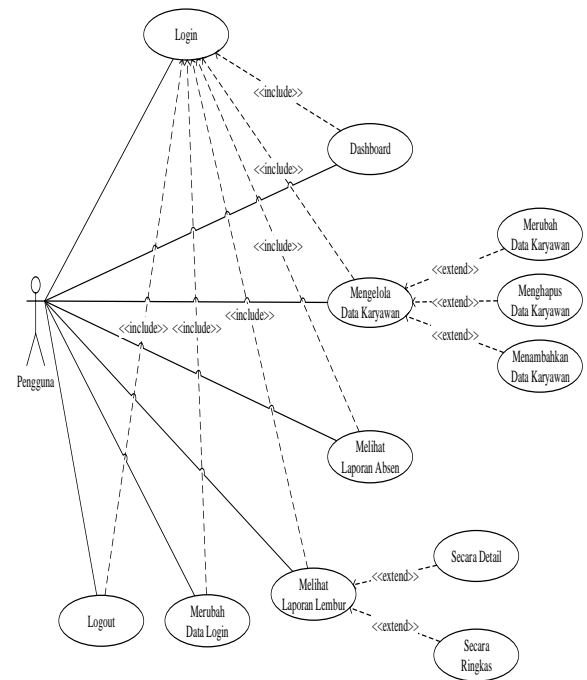 Login
<<include>>
Dashboard
<<include>>
Merubah
Data Karyawan
<<include>>
<<extend>>
Mengelola
Data Karyawan
<<extend>>
Menghapus
Data Karyawan
<<include>>
<<include>>
<<include>>
<<extend>>
Menambahkan
Data Karyawan
Pengguna
Melihat
Laporan Absen
Secara Detail
<<extend>>
Melihat
Laporan Lembur
Logout
Merubah
Data Login
<<extend>>
Secara
Ringkas